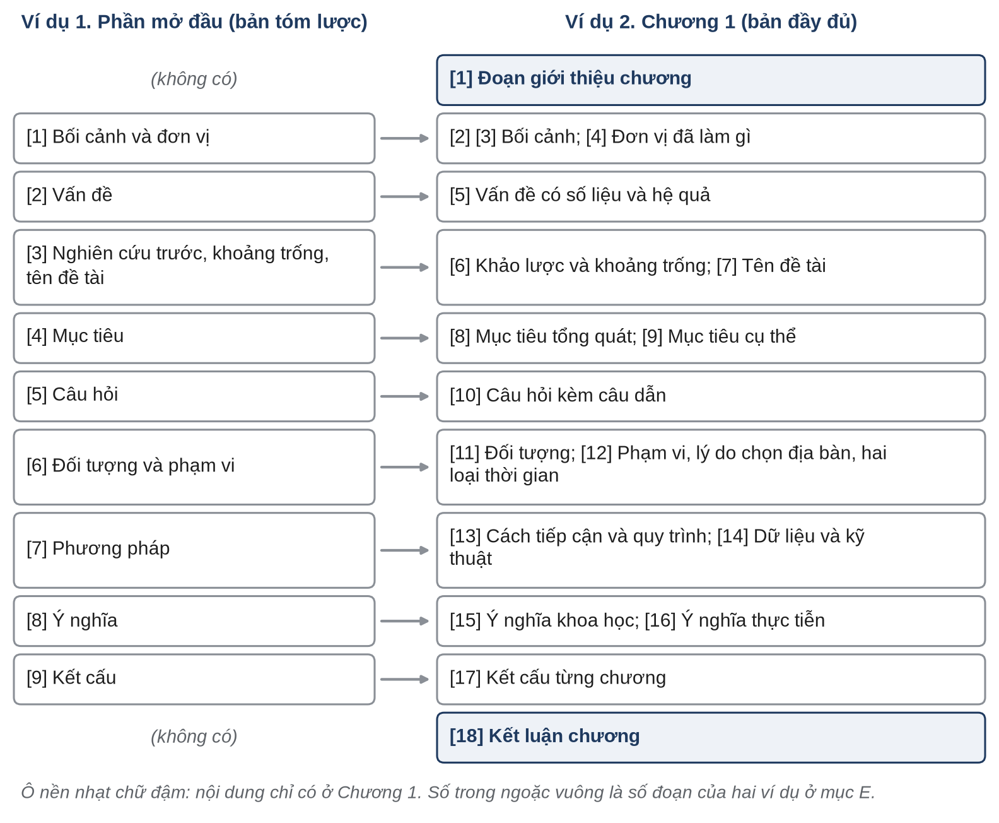 Ví dụ 1. Phần mở đầu (bản tóm lược)
Ví dụ 2. Chương 1 (bản đầy đủ)
(không có)
[1] Đoạn giới thiệu chương
[1] Bối cảnh và đơn vị
[2] [3] Bối cảnh; [4] Đơn vị đã làm gì
[2] Vấn đề
[5] Vấn đề có số liệu và hệ quả
[3] Nghiên cứu trước, khoảng trống,
tên đề tài
[6] Khảo lược và khoảng trống; [7] Tên đề tài
[4] Mục tiêu
[8] Mục tiêu tổng quát; [9] Mục tiêu cụ thể
[5] Câu hỏi
[10] Câu hỏi kèm câu dẫn
[6] Đối tượng và phạm vi
[11] Đối tượng; [12] Phạm vi, lý do chọn địa bàn, hai
loại thời gian
[7] Phương pháp
[13] Cách tiếp cận và quy trình; [14] Dữ liệu và kỹ
thuật
[8] Ý nghĩa
[15] Ý nghĩa khoa học; [16] Ý nghĩa thực tiễn
[9] Kết cấu
[17] Kết cấu từng chương
(không có)
[18] Kết luận chương
Ô nền nhạt chữ đậm: nội dung chỉ có ở Chương 1. Số trong ngoặc vuông là số đoạn của hai ví dụ ở mục E.